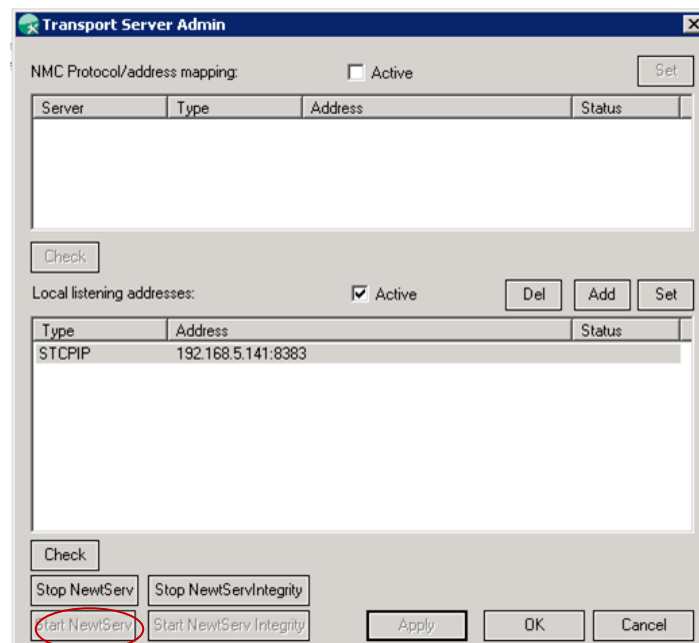 Transport Server Admin
NMC Protocol/address mapping: Active Set
Server Type Address Status
Check
Local listening addresses: Active Del Add Set
Type Address Status
STCPIP 192.168.5.141:8383
Check
Stop NewtServ Stop NewtServIntegrity
Start NewtServ Start NewtServ Integrity Apply OK Cancel